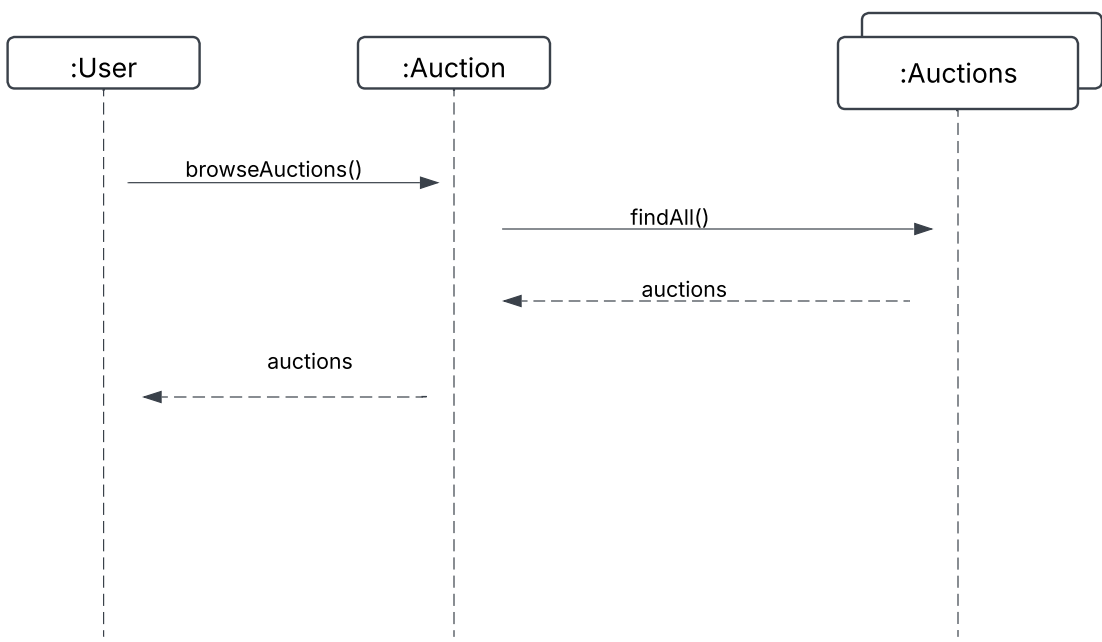 :User
:Auction
:Auctions
browseAuctions()
findAll()
auctions
auctions